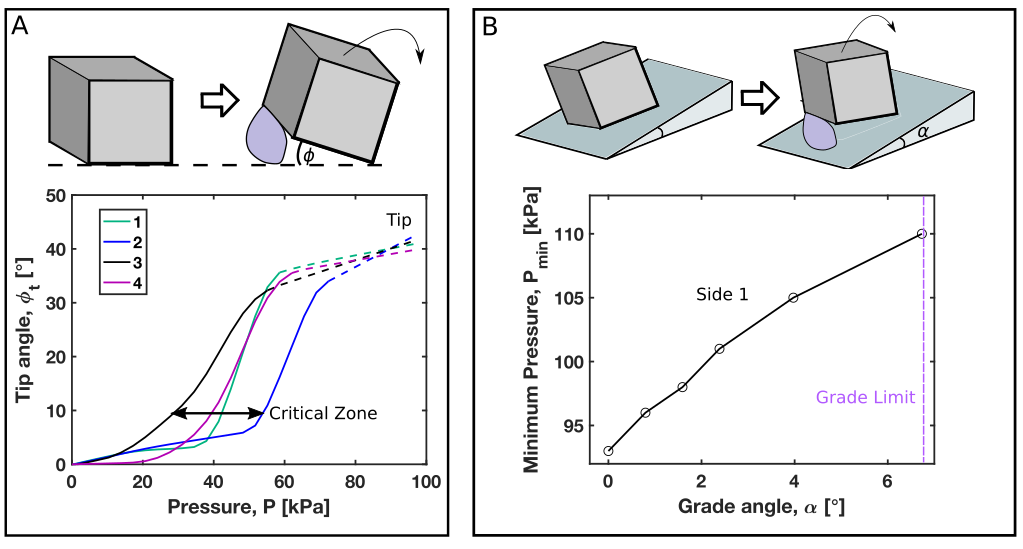 A
ϕ
50
40
30
20
10
0
0 20 40 60 80 100
Tip angle, ϕt [°]
Pressure, P [kPa]
1
2
3
4
Tip
Critical Zone
B
α
110
105
100
95
0 2 4 6
Minimum Pressure, Pmin [kPa]
Grade angle, α [°]
Side 1
Grade Limit